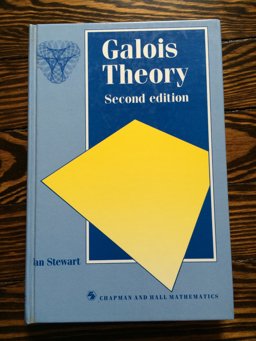 Galois
Theory
Second edition
an Stewart
CHAPMAN AND HALL MATHEMATICS